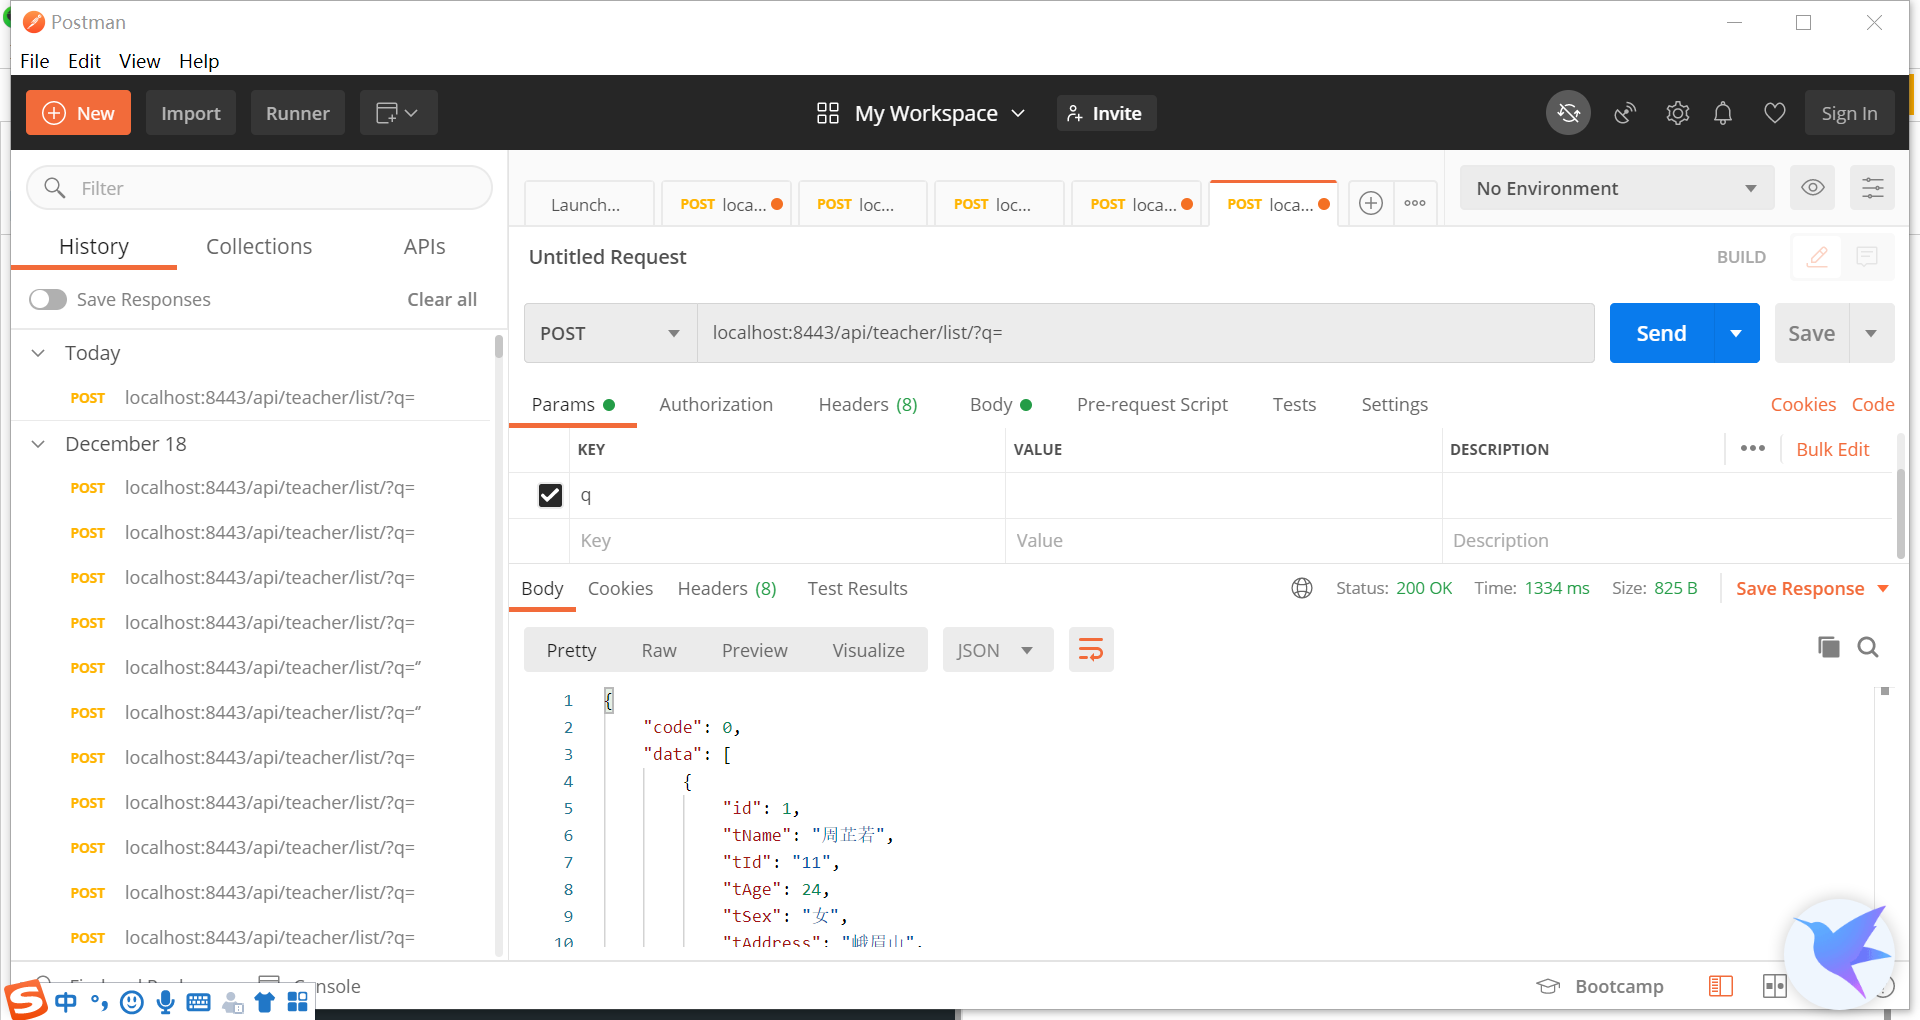 Postman
File Edit View Help
New Import Runner My Workspace Invite Sign In
Filter
History Collections APIs
Save Responses Clear all
Today
POST localhost:8443/api/teacher/list/?q=
December 18
POST localhost:8443/api/teacher/list/?q=
POST localhost:8443/api/teacher/list/?q=
POST localhost:8443/api/teacher/list/?q=
POST localhost:8443/api/teacher/list/?q=
POST localhost:8443/api/teacher/list/?q=‘’
POST localhost:8443/api/teacher/list/?q=‘’
POST localhost:8443/api/teacher/list/?q=
POST localhost:8443/api/teacher/list/?q=
POST localhost:8443/api/teacher/list/?q=
POST localhost:8443/api/teacher/list/?q=
POST localhost:8443/api/teacher/list/?q=
Launch... POST loca... POST loc... POST loc... POST loca... POST loca... No Environment
Untitled Request BUILD
POST localhost:8443/api/teacher/list/?q= Send Save
Params Authorization Headers (8) Body Pre-request Script Tests Settings Cookies Code
KEY VALUE DESCRIPTION Bulk Edit
q
Key Value Description
Body Cookies Headers (8) Test Results Status: 200 OK Time: 1334 ms Size: 825 B Save Response
Pretty Raw Preview Visualize JSON
1 {
2 "code": 0,
3 "data": [
4 {
5 "id": 1,
6 "tName": "周芷若",
7 "tId": "11",
8 "tAge": 24,
9 "tSex": "女",
10 "tAddress": "峨眉山",
Bootcamp
中